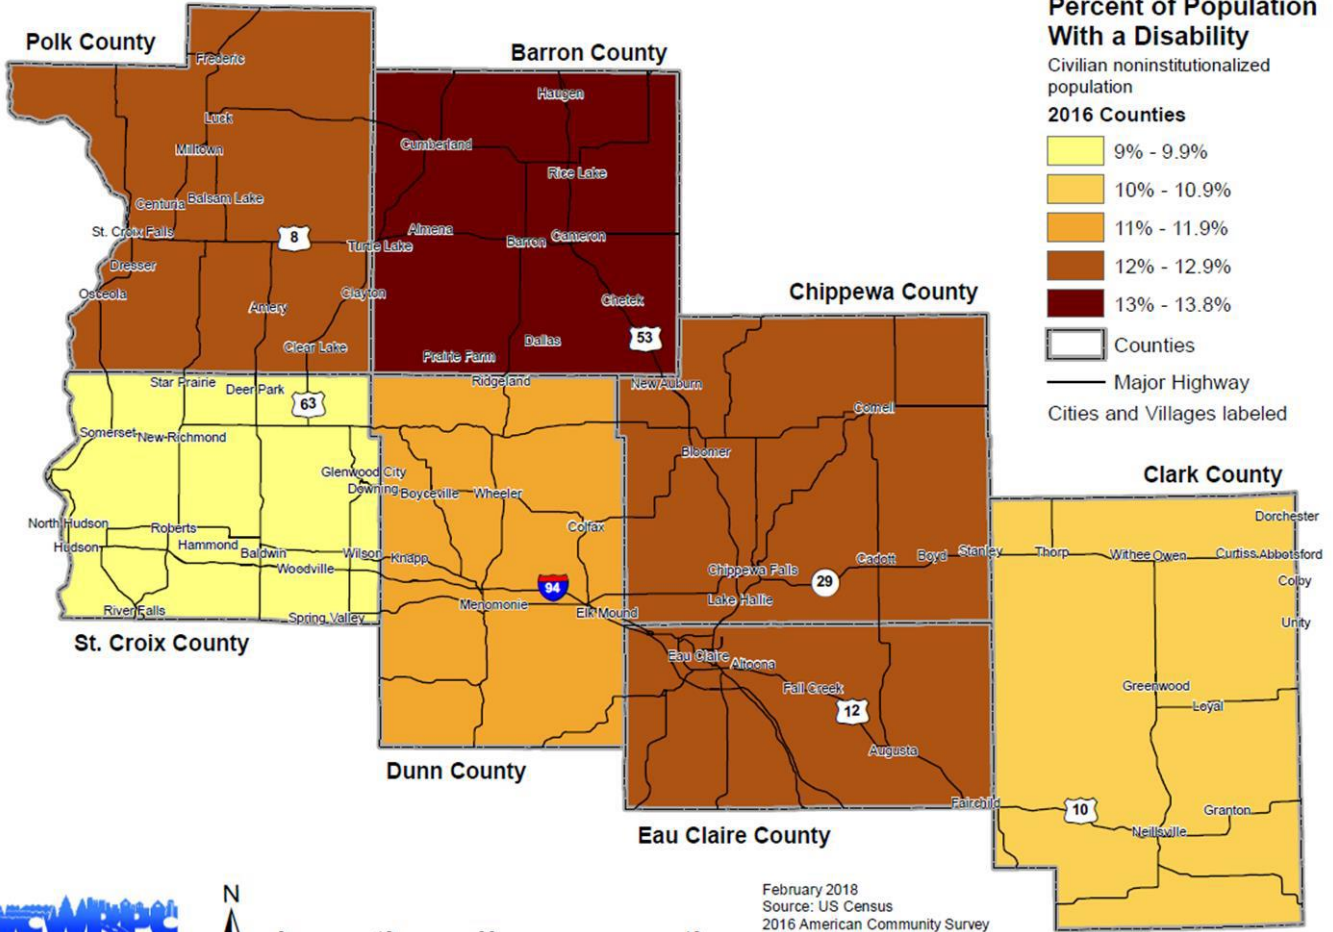 Percent of Population
With a Disability
Civilian noninstitutionalized
population
2016 Counties
9% - 9.9%
10% - 10.9%
11% - 11.9%
12% - 12.9%
13% - 13.8%
Counties
Major Highway
Cities and Villages labeled
Polk County
Frederic
Luck
Milltown
Centuria
Balsam Lake
St. Croix Falls
8
Turtle Lake
Dresser
Osceola
Clayton
Amery
Clear Lake
Barron County
Haugen
Cumberland
Rice Lake
Almena
Barron
Cameron
Chetek
53
Dallas
Prairie Farm
Chippewa County
New Auburn
Cornell
Bloomer
Chippewa Falls
29
Cadott
Boyd
Stanley
Lake Hallie
Star Prairie
Deer Park
63
Somerset
New Richmond
Glenwood City
Downing
North Hudson
Hudson
Roberts
Hammond
Baldwin
Woodville
Wilson
River Falls
Spring Valley
St. Croix County
Ridgeland
Boyceville
Wheeler
Colfax
Knapp
94
Menomonie
Elk Mound
Dunn County
Eau Claire
Altoona
Fall Creek
12
Augusta
Fairchild
Eau Claire County
Clark County
Dorchester
Thorp
Withee
Owen
Curtiss
Abbotsford
Colby
Unity
Greenwood
Loyal
10
Granton
Neillsville
N
February 2018
Source: US Census
2016 American Community Survey